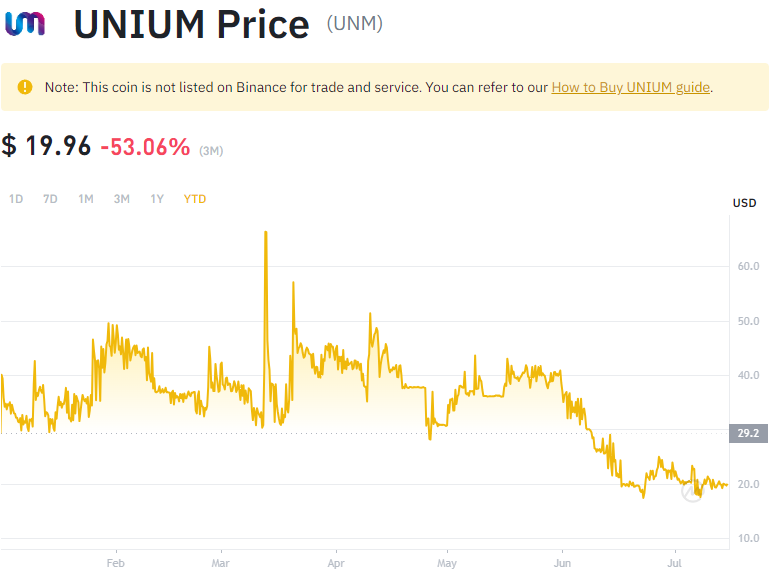 um UNIUM Price (UNM)
Note: This coin is not listed on Binance for trade and service. You can refer to our How to Buy UNIUM guide.
$ 19.96 -53.06% (3M)
1D 7D 1M 3M 1Y YTD
USD
60.0
50.0
40.0
29.2
20.0
10.0
Feb Mar Apr May Jun Jul